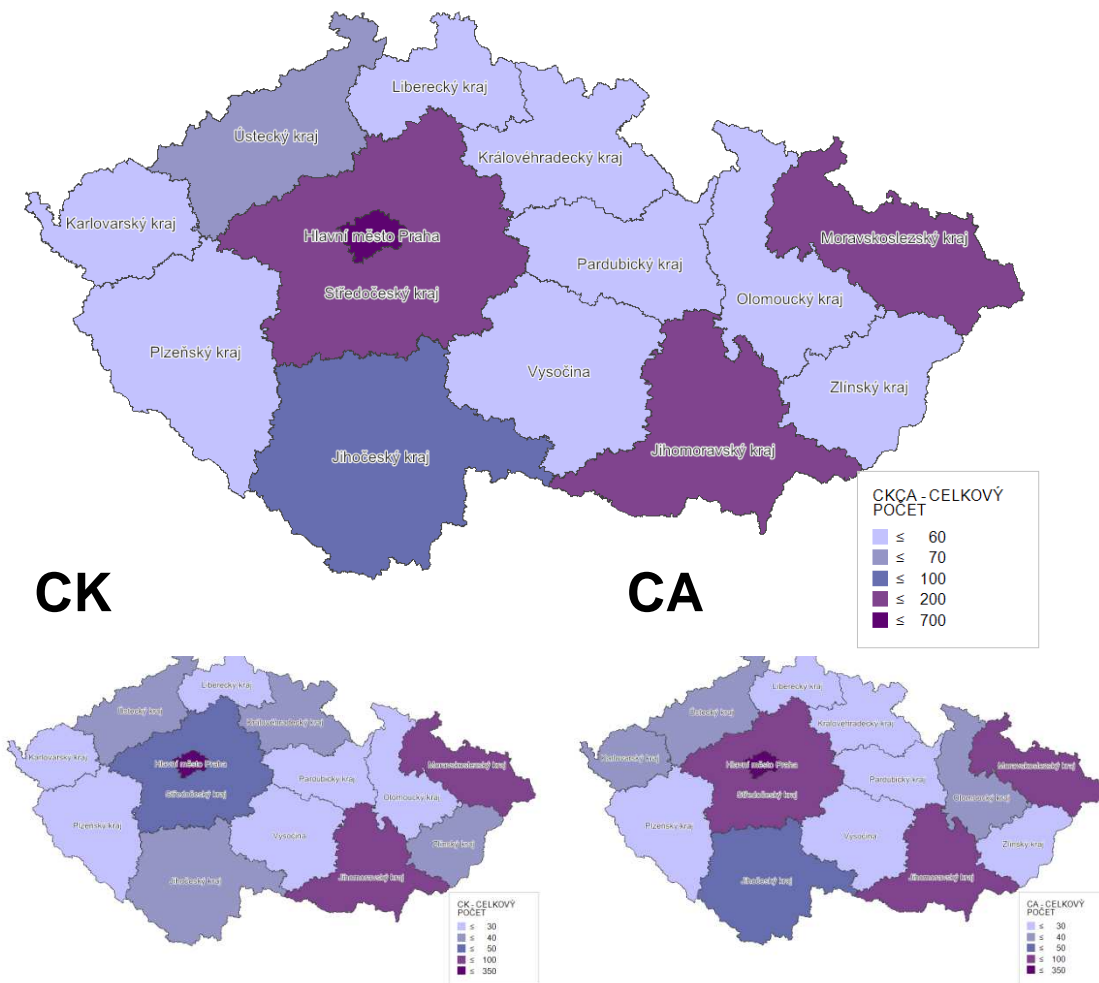 Liberecký kraj
Ústecký kraj
Královéhradecký kraj
Karlovarský kraj
Hlavní město Praha
Moravskoslezský kraj
Pardubický kraj
Středočeský kraj
Olomoucký kraj
Plzeňský kraj
Vysočina
Zlínský kraj
Jihočeský kraj
Jihomoravský kraj
CKCA - CELKOVÝ
POČET
≤ 60
≤ 70
≤ 100
≤ 200
≤ 700
CK
CA
Liberecký kraj
Ústecký kraj
Královéhradecký kraj
Karlovarský kraj
Hlavní město Praha
Moravskoslezský kraj
Pardubický kraj
Středočeský kraj
Olomoucký kraj
Plzeňský kraj
Vysočina
Zlínský kraj
Jihočeský kraj
Jihomoravský kraj
CK - CELKOVÝ
POČET
≤ 30
≤ 40
≤ 50
≤ 100
≤ 350
Liberecký kraj
Ústecký kraj
Královéhradecký kraj
Karlovarský kraj
Hlavní město Praha
Moravskoslezský kraj
Pardubický kraj
Středočeský kraj
Olomoucký kraj
Plzeňský kraj
Vysočina
Zlínský kraj
Jihočeský kraj
Jihomoravský kraj
CA - CELKOVÝ
POČET
≤ 30
≤ 40
≤ 50
≤ 100
≤ 350